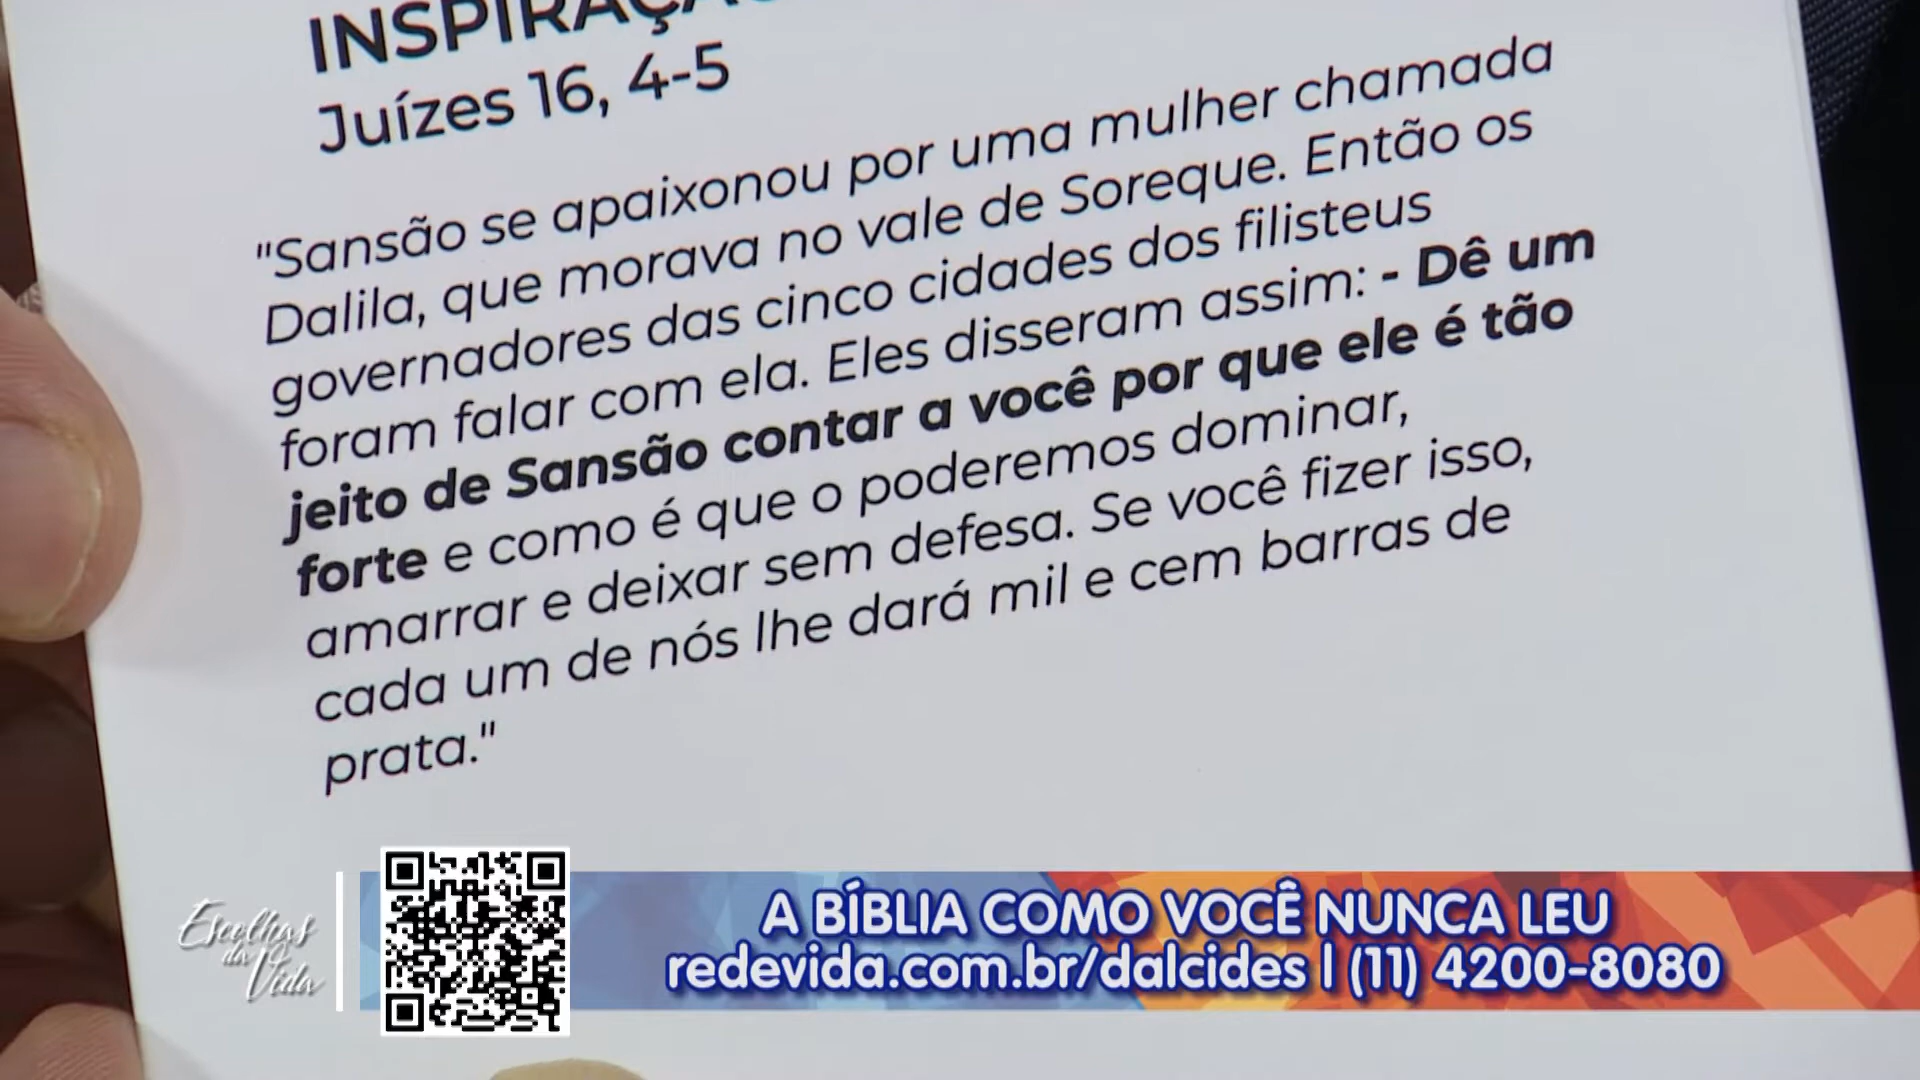 INSPIRAÇ
Juízes 16, 4-5
"Sansão se apaixonou por uma mulher chamada
Dalila, que morava no vale de Soreque. Então os
governadores das cinco cidades dos filisteus
foram falar com ela. Eles disseram assim: - Dê um
jeito de Sansão contar a você por que ele é tão
forte e como é que o poderemos dominar,
amarrar e deixar sem defesa. Se você fizer isso,
cada um de nós lhe dará mil e cem barras de
prata."
Escolhas
da
Vida
A BÍBLIA COMO VOCÊ NUNCA LEU
redevida.com.br/dalcides | (11) 4200-8080